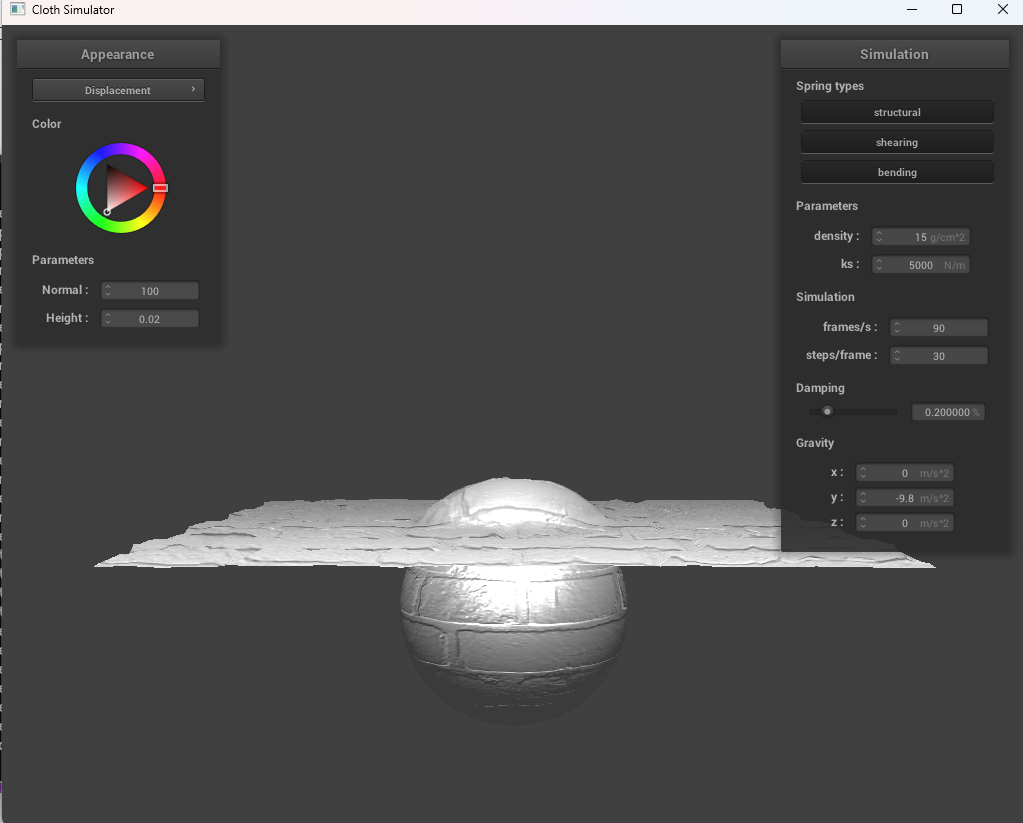 Cloth Simulator
Appearance
Displacement
Color
Parameters
Normal : 100
Height : 0.02
Simulation
Spring types
structural
shearing
bending
Parameters
density : 15 g/cm^2
ks : 5000 N/m
Simulation
frames/s : 90
steps/frame : 30
Damping
0.200000 %
Gravity
x : 0 m/s^2
y : -9.8 m/s^2
z : 0 m/s^2